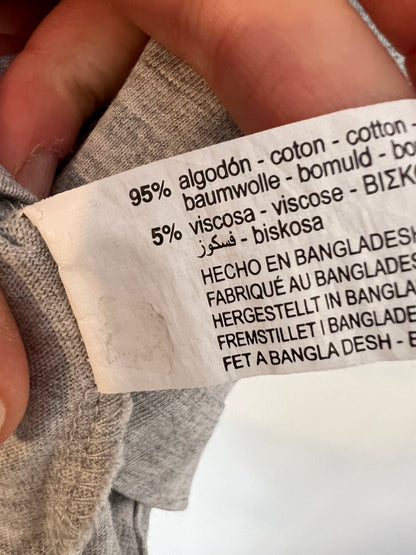 95% algodón - coton - cotton -
baumwolle - bomuld -
5% viscosa - viscose -
فسكوز - biskosa
HECHO EN BANGLADESH
FABRIQUÉ AU BANGLADES
HERGESTELLT IN BANGLA
FREMSTILLET I BANGLADE
FET A BANGLA DESH -